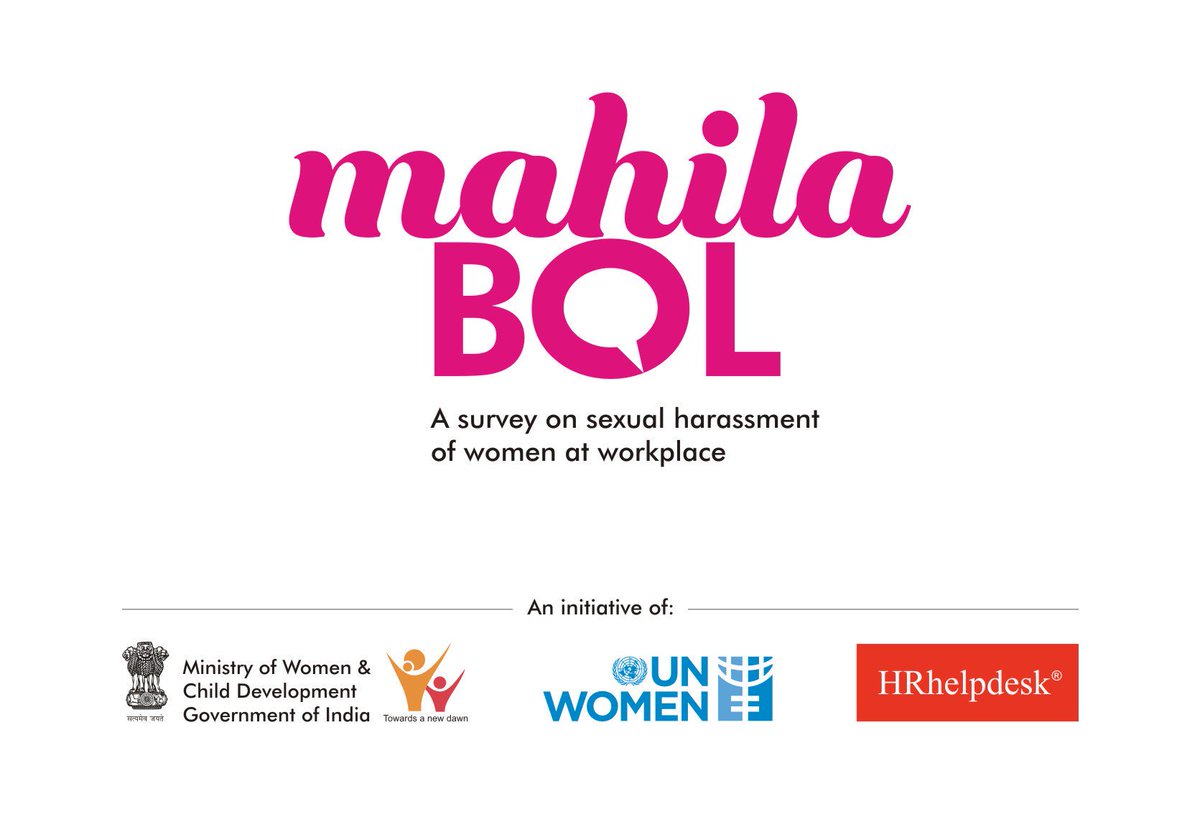 mahila
BOL
A survey on sexual harassment
of women at workplace
An initiative of:
सत्यमेव जयते
Ministry of Women &
Child Development
Government of India
Towards a new dawn
UN
WOMEN
HRhelpdesk®